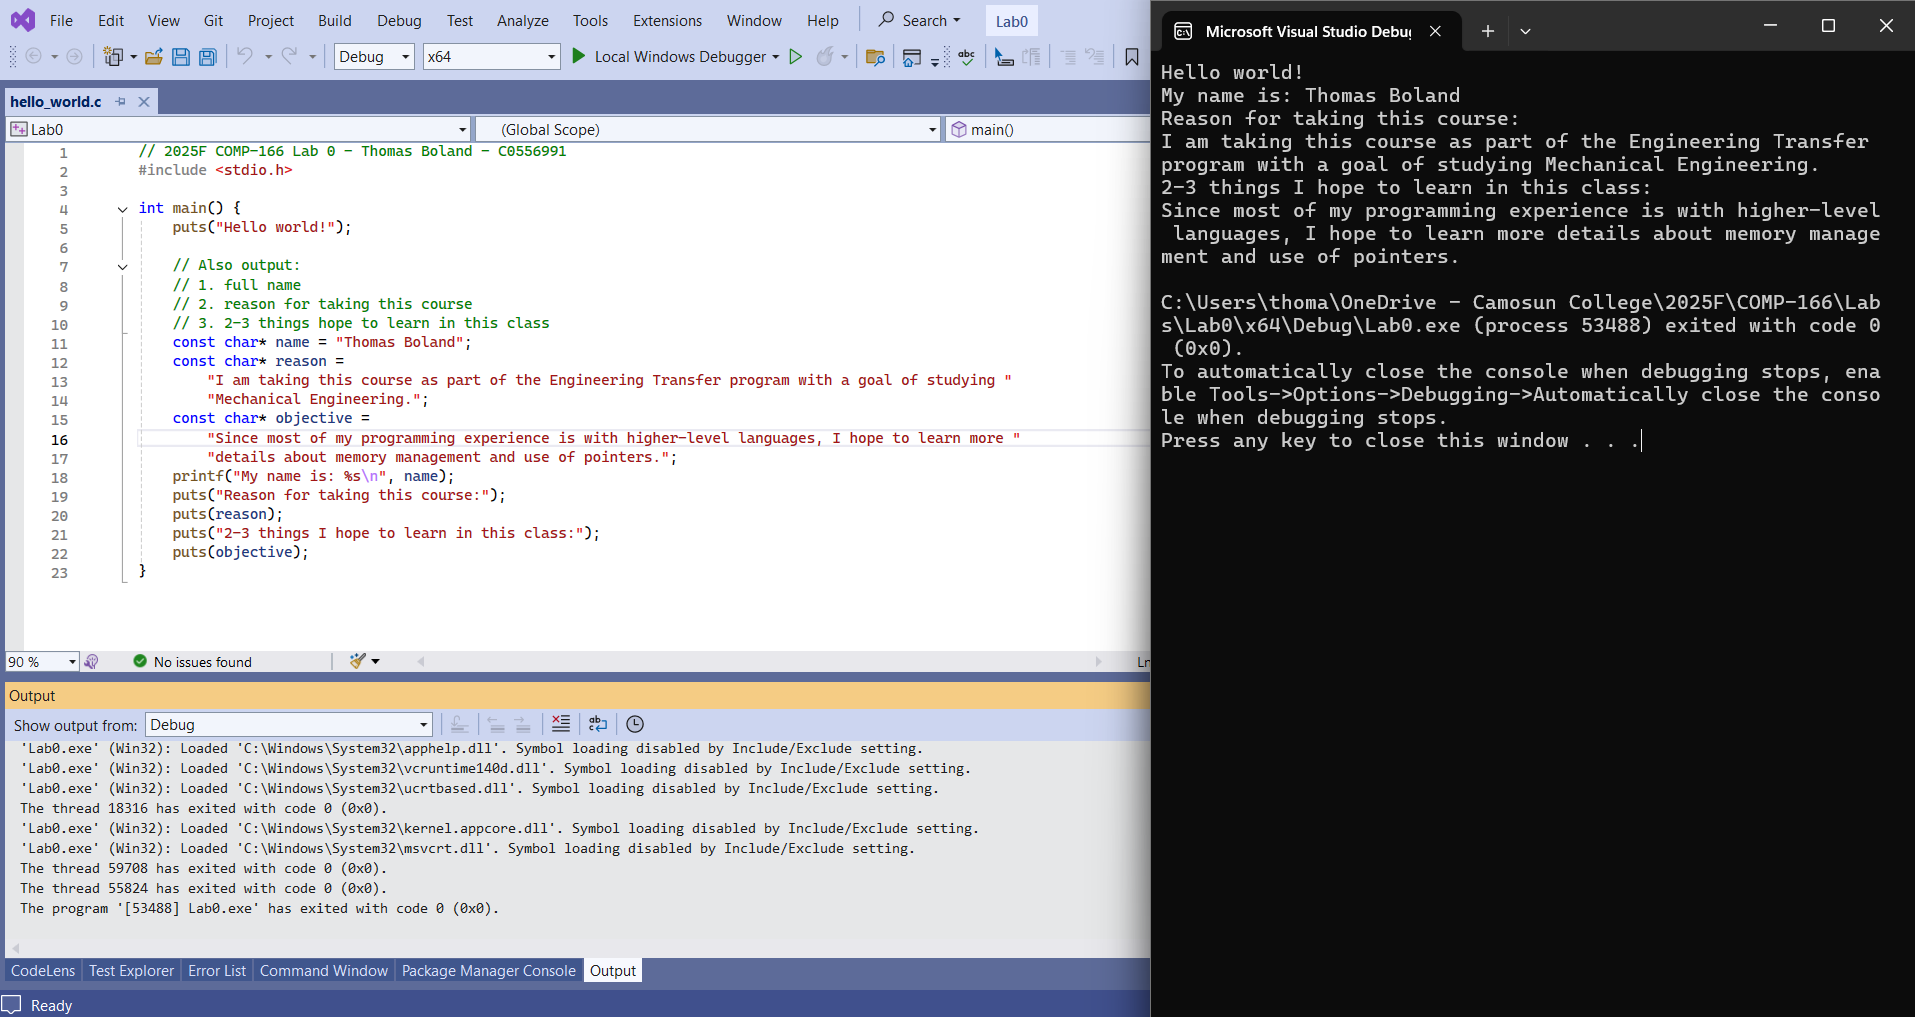 File Edit View Git Project Build Debug Test Analyze Tools Extensions Window Help Search Lab0
Debug x64 Local Windows Debugger
hello_world.c
Lab0 (Global Scope) main()
1 // 2025F COMP-166 Lab 0 - Thomas Boland - C0556991
2 #include <stdio.h>
3
4 int main() {
5 puts("Hello world!");
6
7 // Also output:
8 // 1. full name
9 // 2. reason for taking this course
10 // 3. 2-3 things hope to learn in this class
11 const char* name = "Thomas Boland";
12 const char* reason =
13 "I am taking this course as part of the Engineering Transfer program with a goal of studying "
14 "Mechanical Engineering.";
15 const char* objective =
16 "Since most of my programming experience is with higher-level languages, I hope to learn more "
17 "details about memory management and use of pointers.";
18 printf("My name is: %s\n", name);
19 puts("Reason for taking this course:");
20 puts(reason);
21 puts("2-3 things I hope to learn in this class:");
22 puts(objective);
23 }
90 % No issues found Ln
Output
Show output from: Debug
'Lab0.exe' (Win32): Loaded 'C:\Windows\System32\apphelp.dll'. Symbol loading disabled by Include/Exclude setting.
'Lab0.exe' (Win32): Loaded 'C:\Windows\System32\vcruntime140d.dll'. Symbol loading disabled by Include/Exclude setting.
'Lab0.exe' (Win32): Loaded 'C:\Windows\System32\ucrtbased.dll'. Symbol loading disabled by Include/Exclude setting.
The thread 18316 has exited with code 0 (0x0).
'Lab0.exe' (Win32): Loaded 'C:\Windows\System32\kernel.appcore.dll'. Symbol loading disabled by Include/Exclude setting.
'Lab0.exe' (Win32): Loaded 'C:\Windows\System32\msvcrt.dll'. Symbol loading disabled by Include/Exclude setting.
The thread 59708 has exited with code 0 (0x0).
The thread 55824 has exited with code 0 (0x0).
The program '[53488] Lab0.exe' has exited with code 0 (0x0).
CodeLens Test Explorer Error List Command Window Package Manager Console Output
Ready
Microsoft Visual Studio Debug
Hello world!
My name is: Thomas Boland
Reason for taking this course:
I am taking this course as part of the Engineering Transfer
program with a goal of studying Mechanical Engineering.
2-3 things I hope to learn in this class:
Since most of my programming experience is with higher-level
languages, I hope to learn more details about memory manage
ment and use of pointers.

C:\Users\thoma\OneDrive - Camosun College\2025F\COMP-166\Lab
s\Lab0\x64\Debug\Lab0.exe (process 53488) exited with code 0
(0x0).
To automatically close the console when debugging stops, ena
ble Tools->Options->Debugging->Automatically close the conso
le when debugging stops.
Press any key to close this window . . .